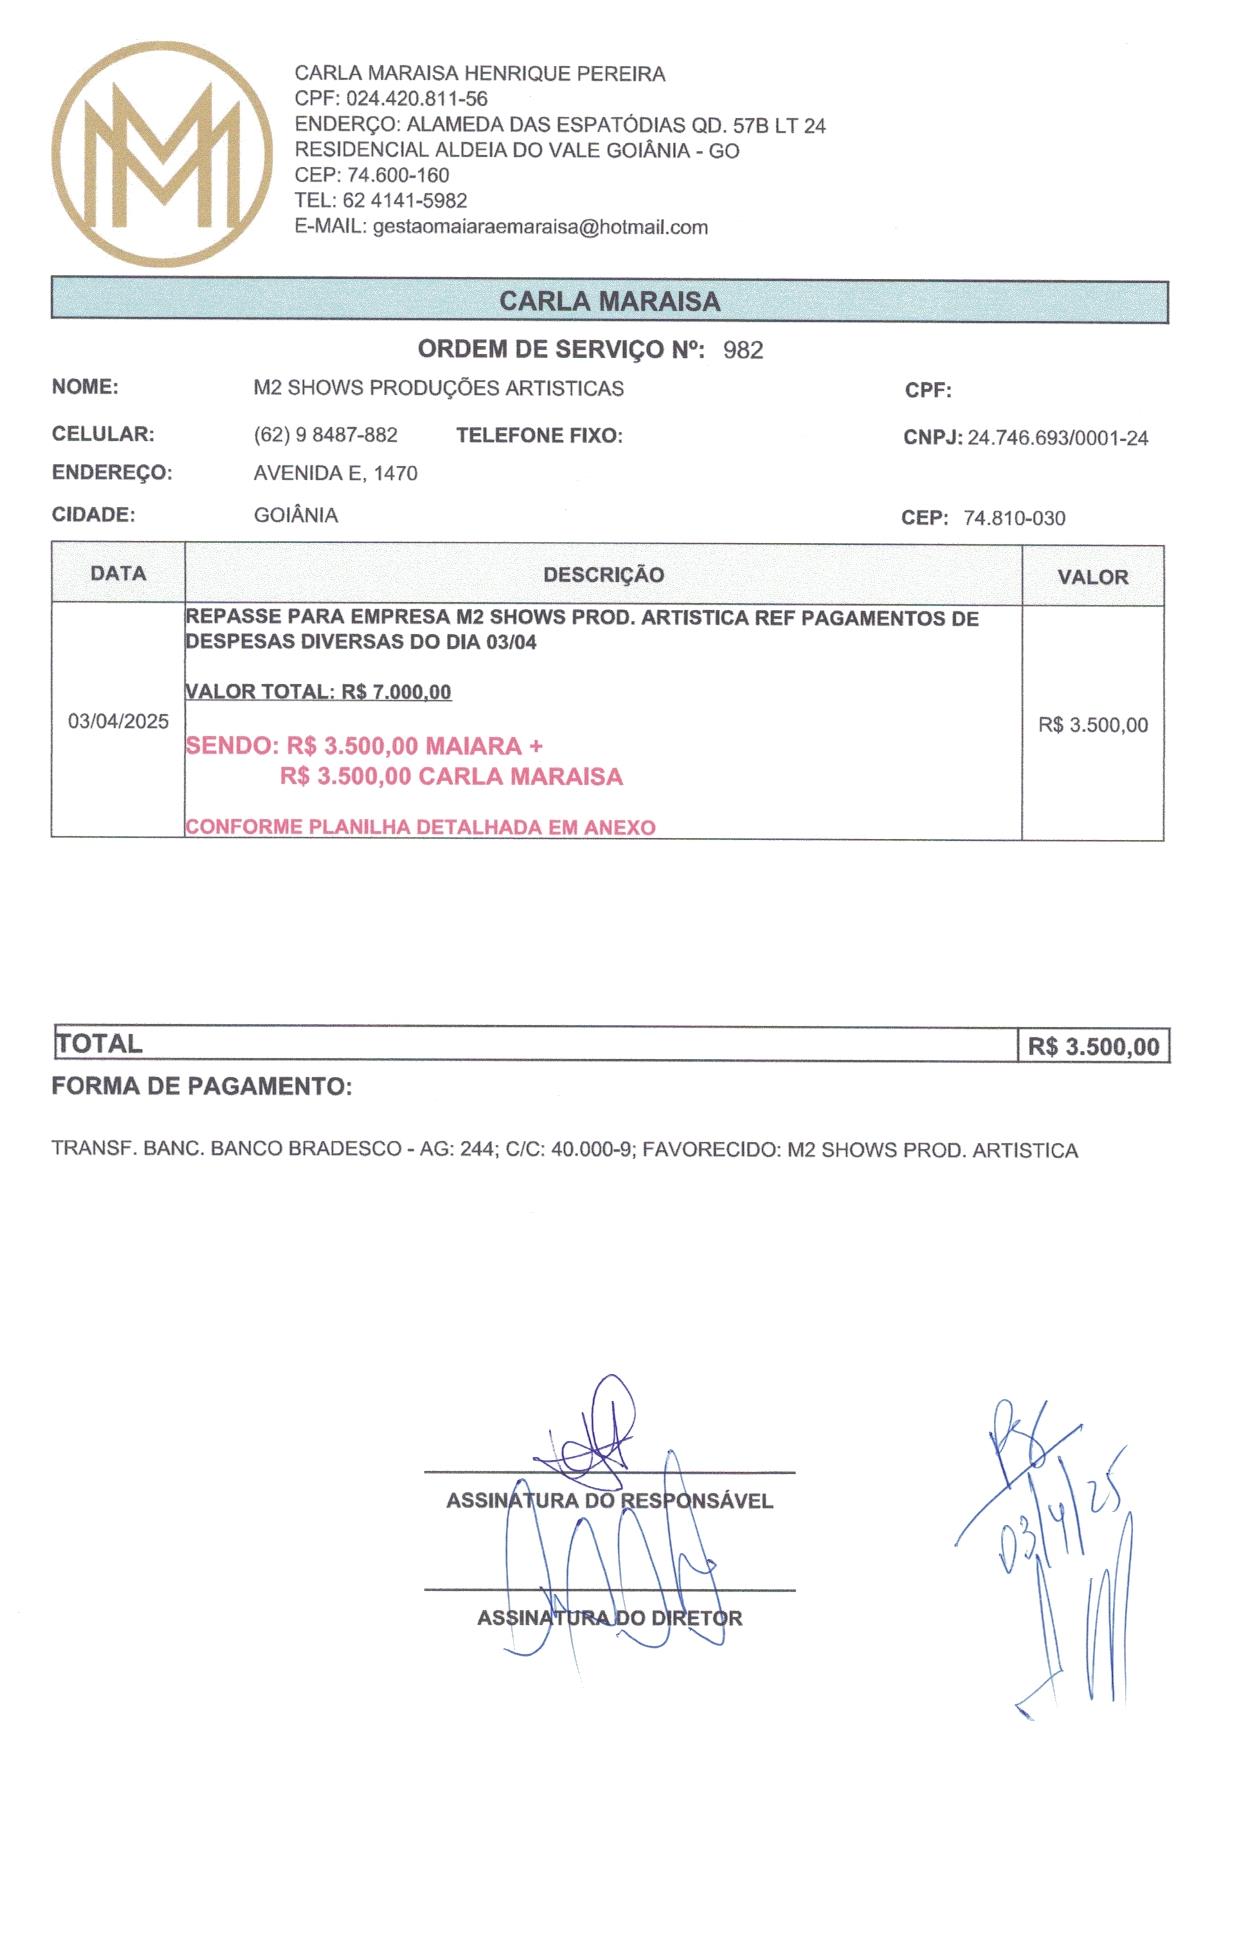 CARLA MARAISA HENRIQUE PEREIRA
CPF: 024.420.811-56
ENDERÇO: ALAMEDA DAS ESPATÓDIAS QD. 57B LT 24
RESIDENCIAL ALDEIA DO VALE GOIÂNIA - GO
CEP: 74.600-160
TEL: 62 4141-5982
E-MAIL: gestaomaiaraemaraisa@hotmail.com
CARLA MARAISA
ORDEM DE SERVIÇO Nº: 982
NOME: M2 SHOWS PRODUÇÕES ARTISTICAS CPF:
CELULAR: (62) 9 8487-882 TELEFONE FIXO: CNPJ: 24.746.693/0001-24
ENDEREÇO: AVENIDA E, 1470
CIDADE: GOIÂNIA CEP: 74.810-030
DATA DESCRIÇÃO VALOR
REPASSE PARA EMPRESA M2 SHOWS PROD. ARTISTICA REF PAGAMENTOS DE
DESPESAS DIVERSAS DO DIA 03/04
VALOR TOTAL: R$ 7.000,00
03/04/2025 R$ 3.500,00
SENDO: R$ 3.500,00 MAIARA +
R$ 3.500,00 CARLA MARAISA
CONFORME PLANILHA DETALHADA EM ANEXO
TOTAL R$ 3.500,00
FORMA DE PAGAMENTO:
TRANSF. BANC. BANCO BRADESCO - AG: 244; C/C: 40.000-9; FAVORECIDO: M2 SHOWS PROD. ARTISTICA
ASSINATURA DO RESPONSÁVEL
03/4/25
ASSINATURA DO DIRETOR